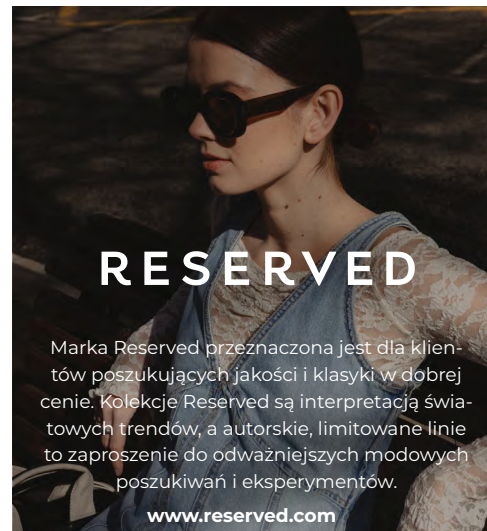 RESERVED
Marka Reserved przeznaczona jest dla klien-
tów poszukujących jakości i klasyki w dobrej
cenie. Kolekcje Reserved są interpretacją świa-
towych trendów, a autorskie, limitowane linie
to zaproszenie do odważniejszych modowych
poszukiwań i eksperymentów.
www.reserved.com